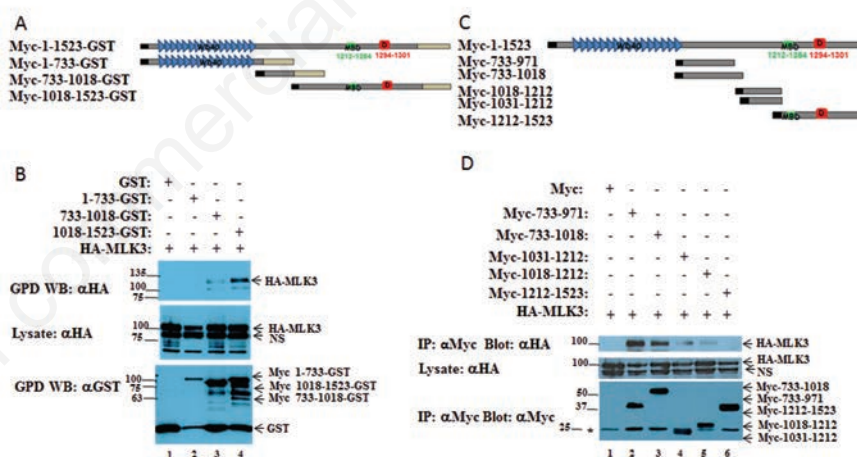 A
Myc-1-1523-GST
WD40
MBD
D
1212-1284
1294-1301
Myc-1-733-GST
WD40
Myc-733-1018-GST
Myc-1018-1523-GST
MBD
D
B
GST: + - - -
1-733-GST: - + - -
733-1018-GST: - - + -
1018-1523-GST: - - - +
HA-MLK3: + + + +
GPD WB: αHA
135
100
75
HA-MLK3
Lysate: αHA
100
75
HA-MLK3
NS
GPD WB: αGST
100
75
63
Myc 1-733-GST
Myc 1018-1523-GST
Myc 733-1018-GST
GST
1 2 3 4
C
Myc-1-1523
WD40
MBD
D
1212-1284
1294-1301
Myc-733-971
Myc-733-1018
Myc-1018-1212
Myc-1031-1212
Myc-1212-1523
MBD
D
D
Myc: + - - - - -
Myc-733-971: - + - - - -
Myc-733-1018: - - + - - -
Myc-1031-1212: - - - + - -
Myc-1018-1212: - - - - + -
Myc-1212-1523: - - - - - +
HA-MLK3: + + + + + +
IP: αMyc Blot: αHA
100
HA-MLK3
Lysate: αHA
100
HA-MLK3
NS
IP: αMyc Blot: αMyc
50
37
25
*
Myc-733-1018
Myc-733-971
Myc-1212-1523
Myc-1018-1212
Myc-1031-1212
1 2 3 4 5 6